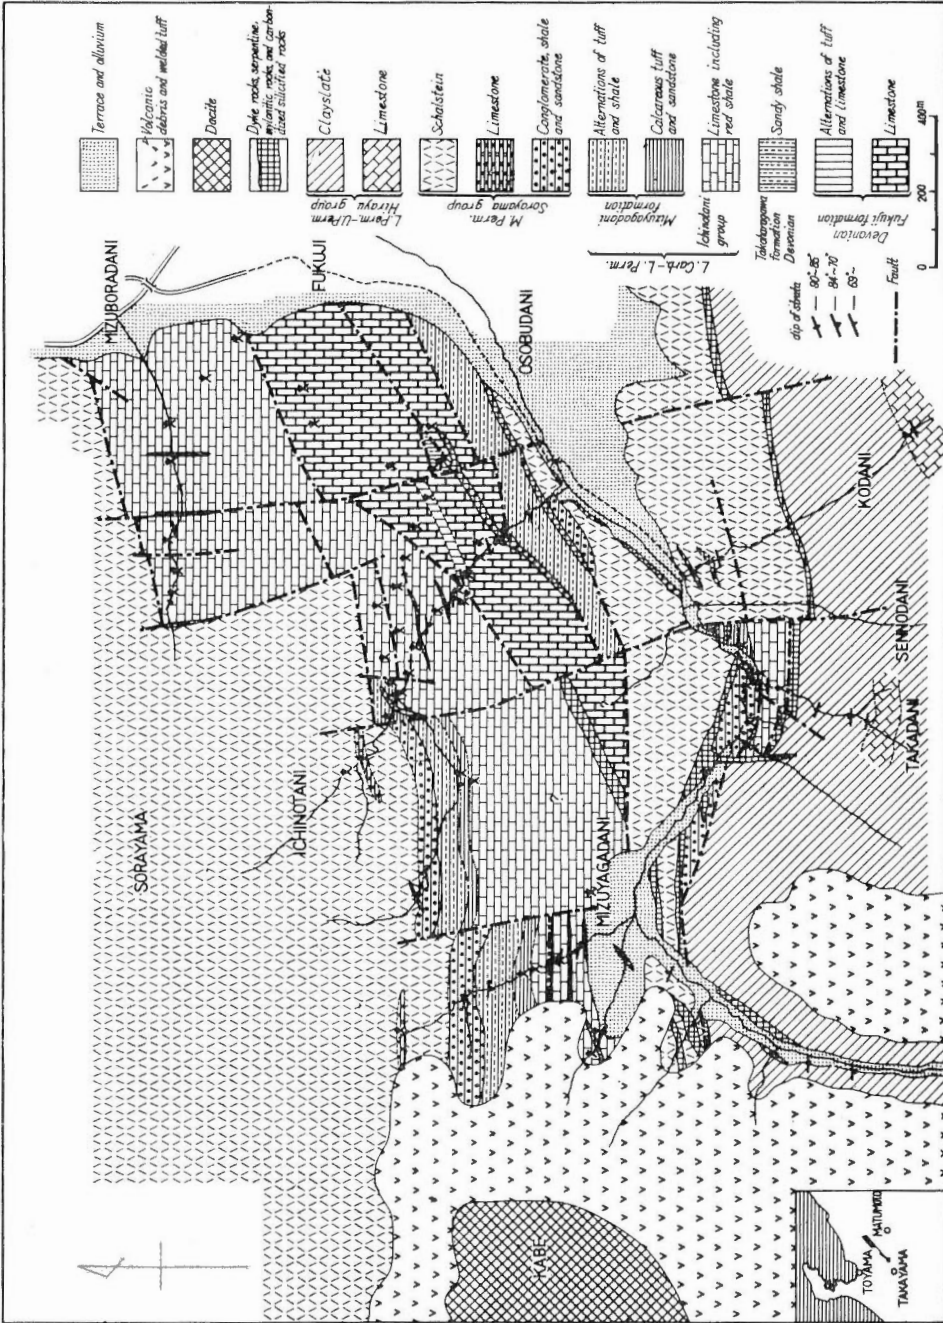 Terrace and alluvium
Volcanic
debris and welded tuff
Dacite
Dyke rocks, serpentine,
mylonitic rocks, and carbon-
dized silicified rocks
Clayslate
Limestone
L.Perm.-U.Perm.
Hirayu group
Schalstein
Limestone
Conglomerate, shale
and sandstone
M. Perm.
Sorayama group
Alternations of tuff
and shale
Calcareous tuff
and sandstone
Mizuyagadani
formation
Limestone including
red shale
Ichinotani
group
L. Carb.-L. Perm.
Sandy shale
Takaharagawa
formation
Devonian
Alternations of tuff
and limestone
Limestone
Devonian
Fukuji formation
dip of strata
90°-85°
84°-70°
69°-
Fault
0 200 400m
MIZUBORADANI
FUKUJI
OSOBUDANI
SORAYAMA
ICHINOTANI
MIZUYAGADANI
KODANI
SENNODANI
TAKADANI
KABE
TOYAMA
MATUMOTO
TAKAYAMA